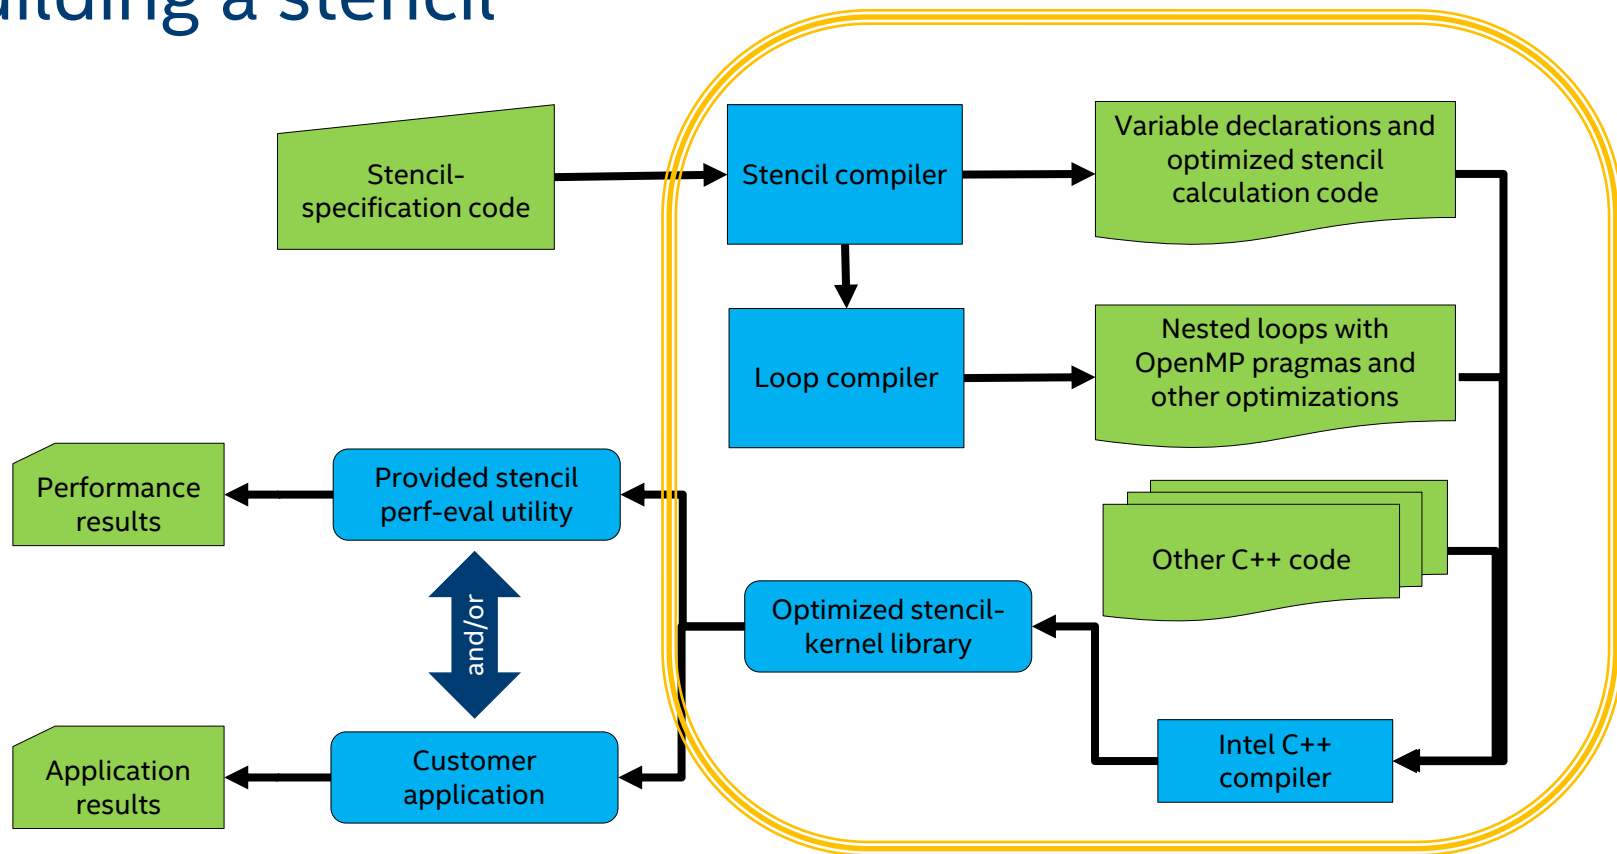 a stencil
Stencil-
specification code
Stencil compiler
Variable declarations and
optimized stencil
calculation code
Loop compiler
Nested loops with
OpenMP pragmas and
other optimizations
Performance
results
Provided stencil
perf-eval utility
and/or
Optimized stencil-
kernel library
Other C++ code
Application
results
Customer
application
Intel C++
compiler